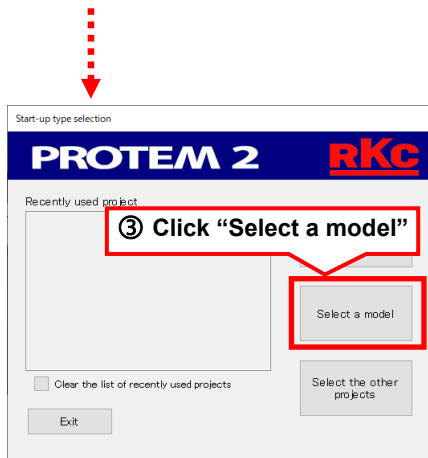 Start-up type selection
PROTEM 2 RKC
Recently used project
③ Click “Select a model”
Select a model
Clear the list of recently used projects
Select the other
projects
Exit